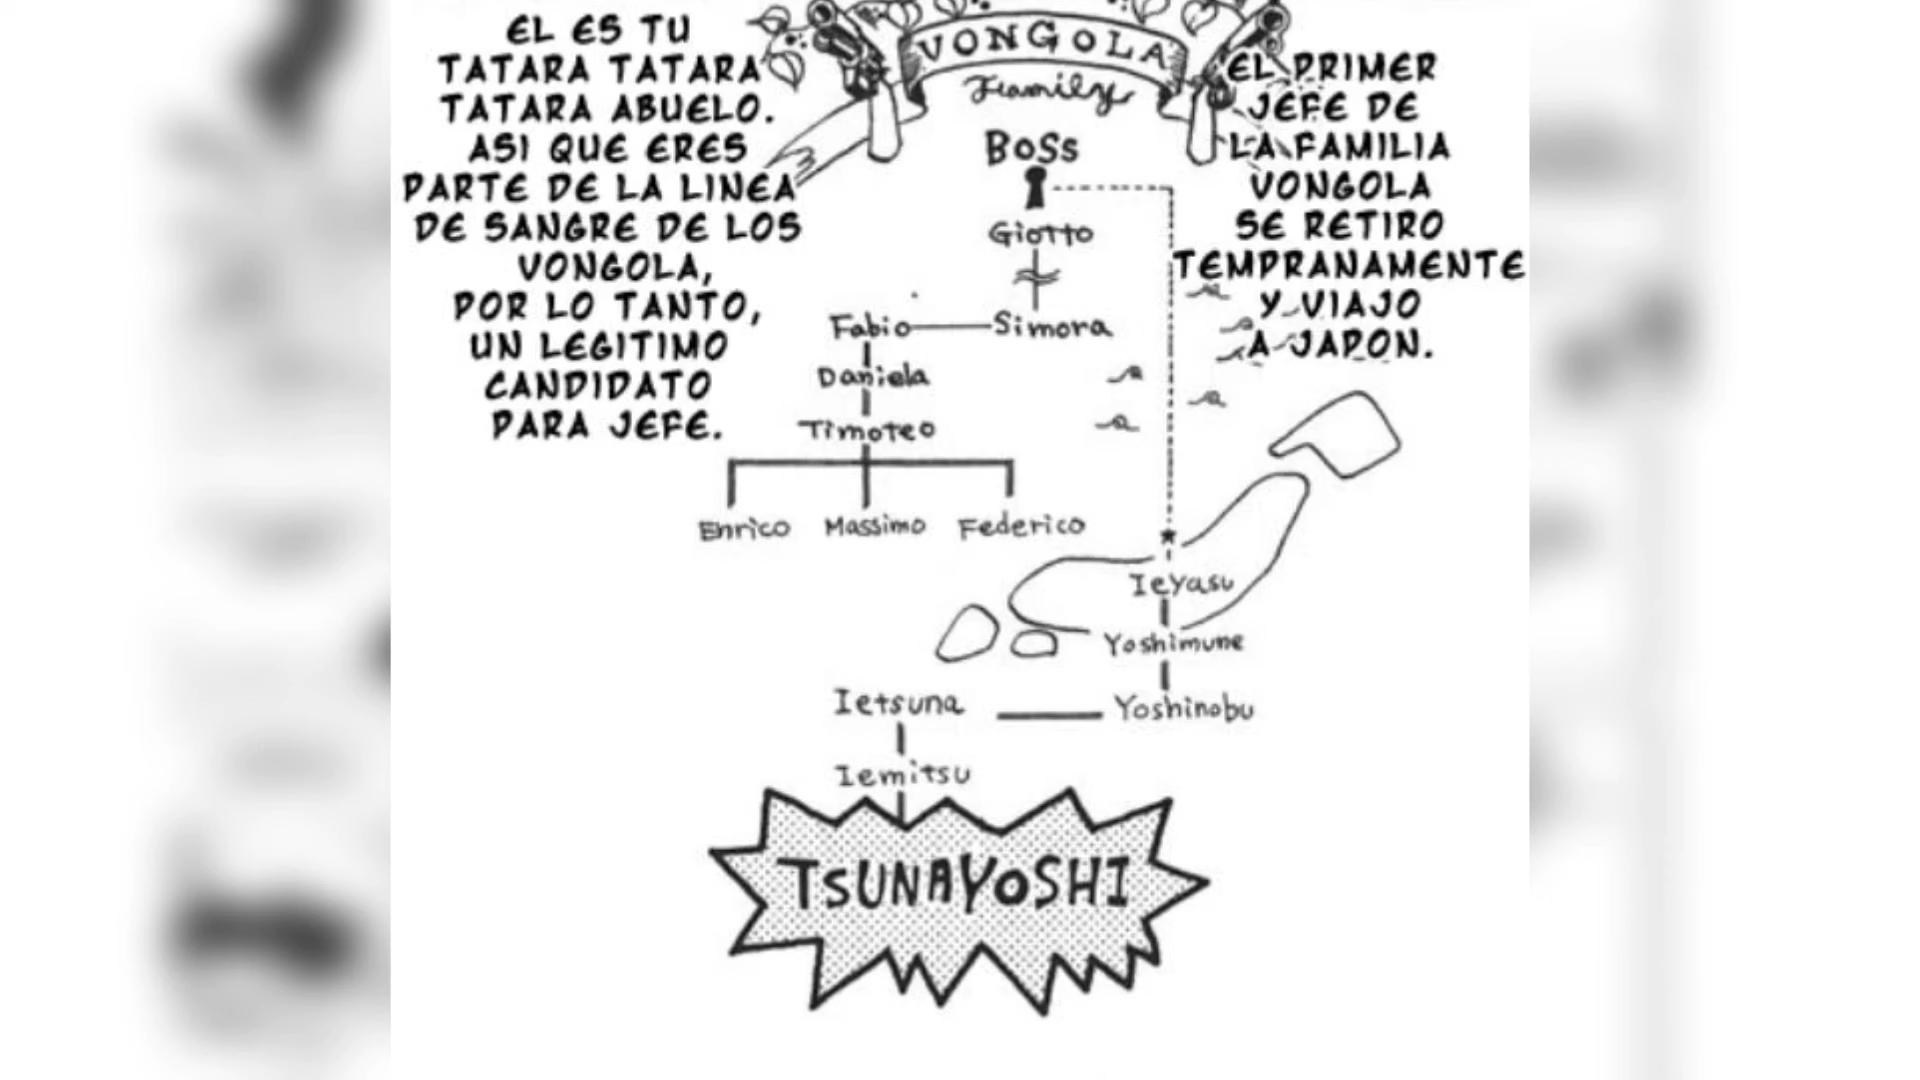 EL ES TU
TATARA TATARA
TATARA ABUELO.
ASI QUE ERES
PARTE DE LA LINEA
DE SANGRE DE LOS
VONGOLA,
POR LO TANTO,
UN LEGITIMO
CANDIDATO
PARA JEFE.
VONGOLA
Family
EL PRIMER
JEFE DE
LA FAMILIA
VONGOLA
SE RETIRO
TEMPRANAMENTE
Y VIAJO
A JAPON.
BoSs
Giotto
Fabio Simora
Daniela
Timoteo
Enrico Massimo Federico
Ieyasu
Yoshimune
Ietsuna Yoshinobu
Iemitsu
TSUNAYOSHI